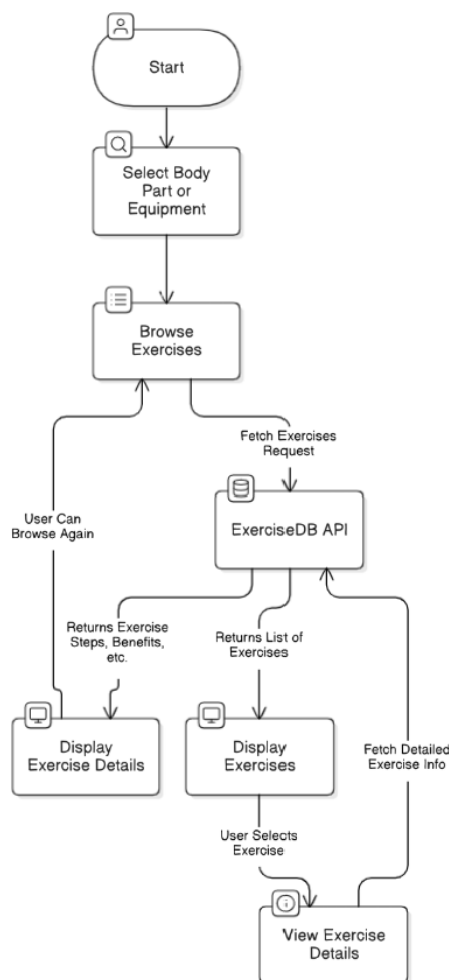 Start
Select Body
Part or
Equipment
Browse
Exercises
Fetch Exercises
Request
User Can
Browse Again
ExerciseDB API
Returns Exercise
Steps, Benefits,
etc.
Returns List of
Exercises
Display
Exercise Details
Display
Exercises
Fetch Detailed
Exercise Info
User Selects
Exercise
View Exercise
Details